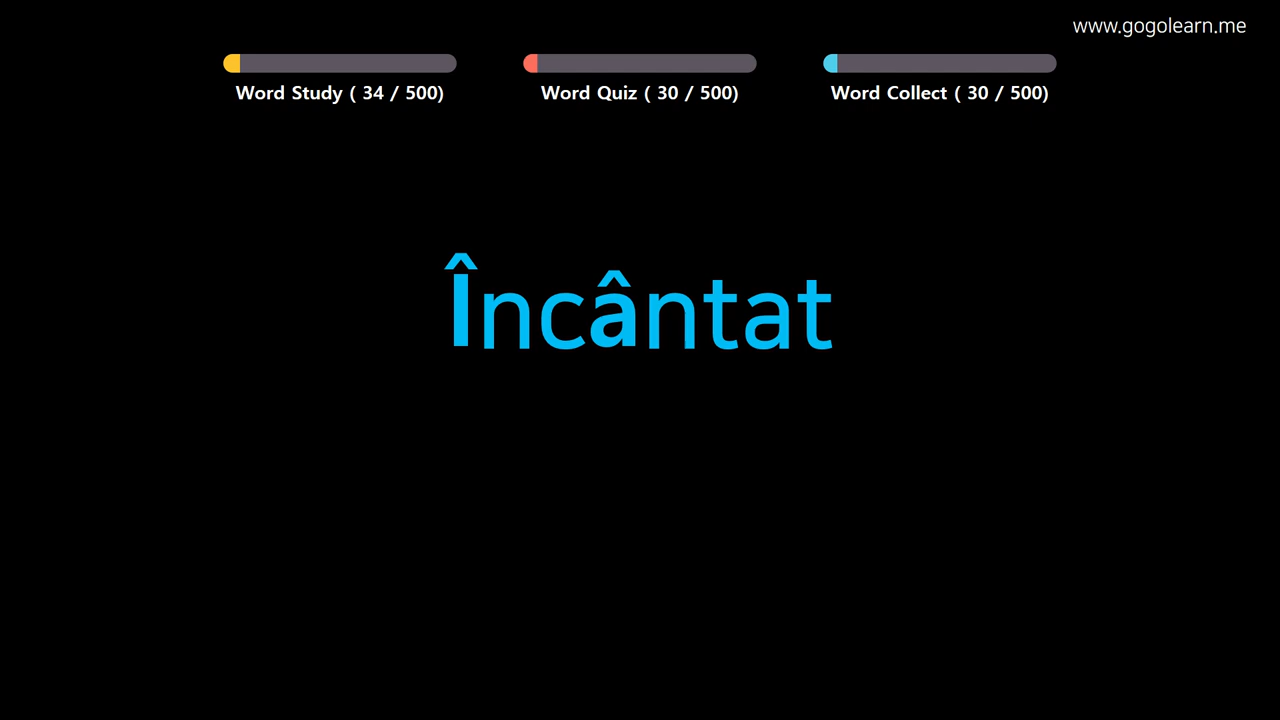 www.gogolearn.me
Word Study ( 34 / 500)
Word Quiz ( 30 / 500)
Word Collect ( 30 / 500)
Încântat